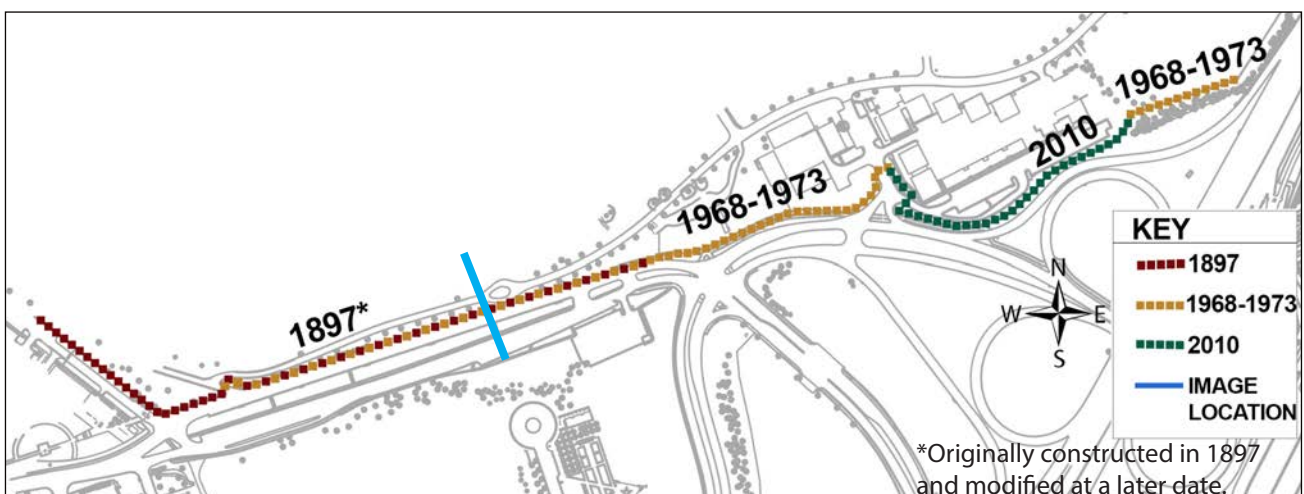 1968-1973
2010
1968-1973
1897*
KEY
1897
1968-1973
2010
IMAGE
LOCATION
N
W
E
S
*Originally constructed in 1897
and modified at a later date.